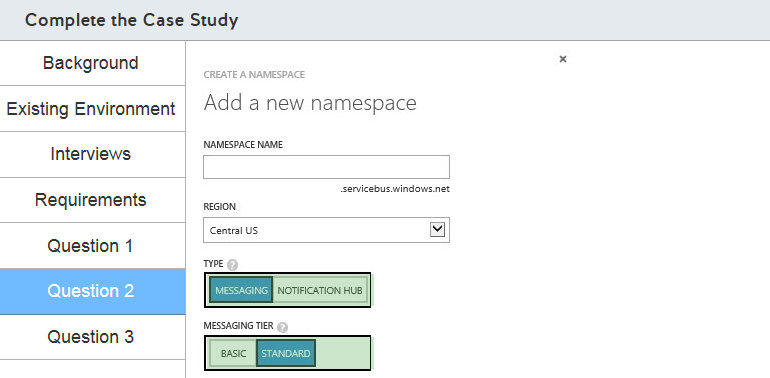 Complete the Case Study
Background
Existing Environment
Interviews
Requirements
Question 1
Question 2
Question 3
×
CREATE A NAMESPACE
Add a new namespace
NAMESPACE NAME
.servicebus.windows.net
REGION
Central US
TYPE ?
MESSAGING NOTIFICATION HUB
MESSAGING TIER ?
BASIC STANDARD